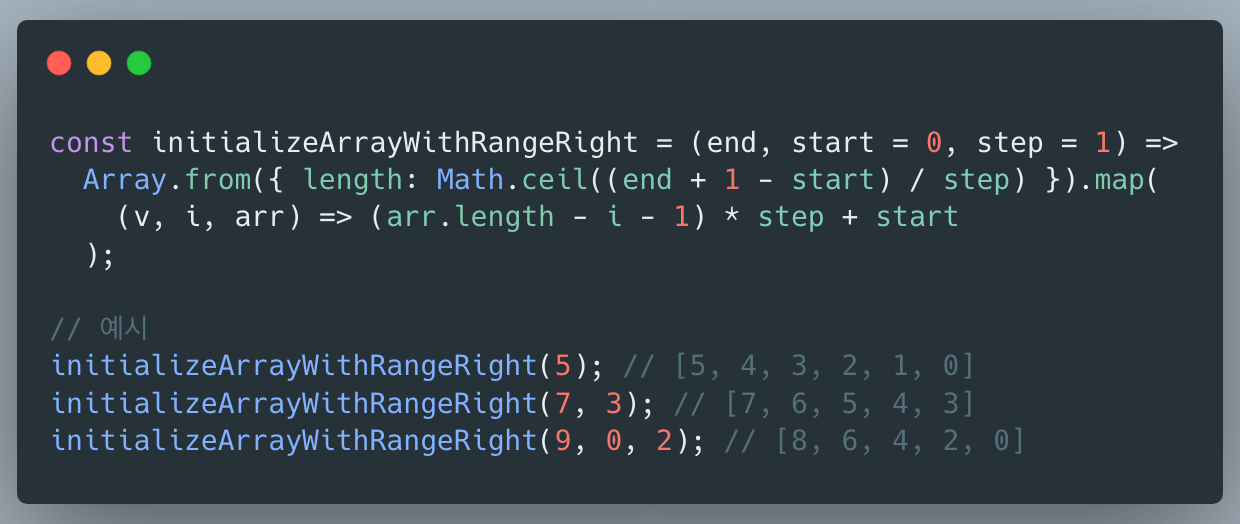 const initializeArrayWithRangeRight = (end, start = 0, step = 1) =>
  Array.from({ length: Math.ceil((end + 1 - start) / step) }).map(
    (v, i, arr) => (arr.length - i - 1) * step + start
  );

// 예시
initializeArrayWithRangeRight(5); // [5, 4, 3, 2, 1, 0]
initializeArrayWithRangeRight(7, 3); // [7, 6, 5, 4, 3]
initializeArrayWithRangeRight(9, 0, 2); // [8, 6, 4, 2, 0]